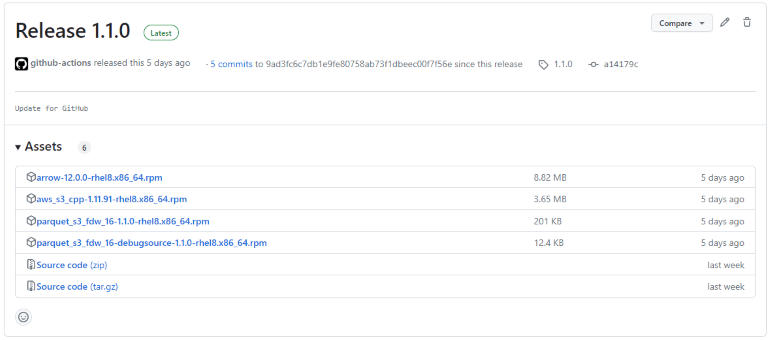 Release 1.1.0 Latest Compare
github-actions released this 5 days ago · 5 commits to 9ad3fc6c7db1e9fe80758ab73f1dbeec00f7f56e since this release 1.1.0 a14179c
Update for GitHub
Assets 6
arrow-12.0.0-rhel8.x86_64.rpm 8.82 MB 5 days ago
aws_s3_cpp-1.11.91-rhel8.x86_64.rpm 3.65 MB 5 days ago
parquet_s3_fdw_16-1.1.0-rhel8.x86_64.rpm 201 KB 5 days ago
parquet_s3_fdw_16-debugsource-1.1.0-rhel8.x86_64.rpm 12.4 KB 5 days ago
Source code (zip) last week
Source code (tar.gz) last week